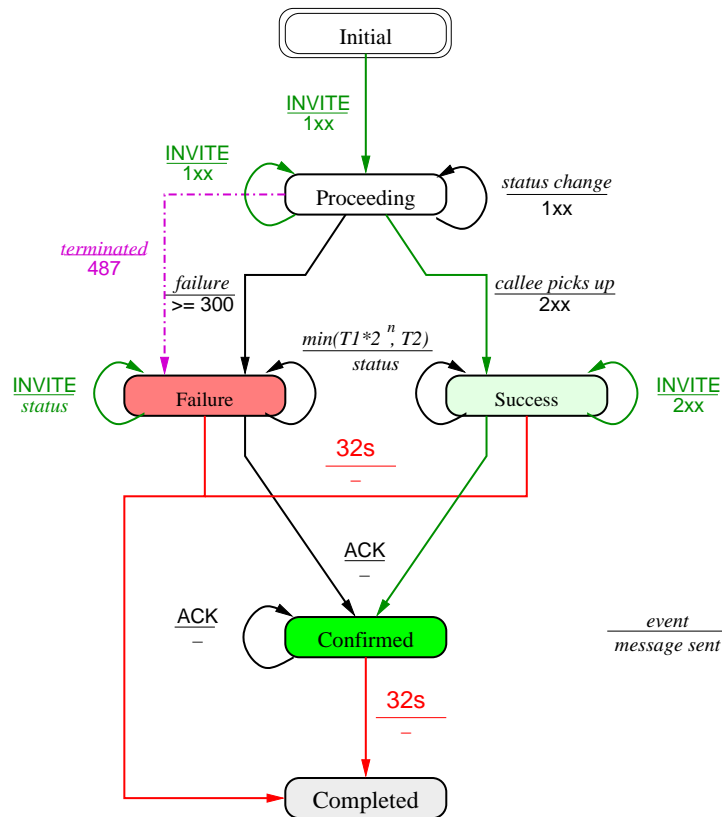 Initial
INVITE
1xx
INVITE
1xx
Proceeding
status change
1xx
terminated
487
failure
>= 300
callee picks up
2xx
min(T1*2 n, T2)
status
INVITE
status
Failure
Success
INVITE
2xx
32s
–
ACK
–
ACK
–
Confirmed
event
message sent
32s
–
Completed